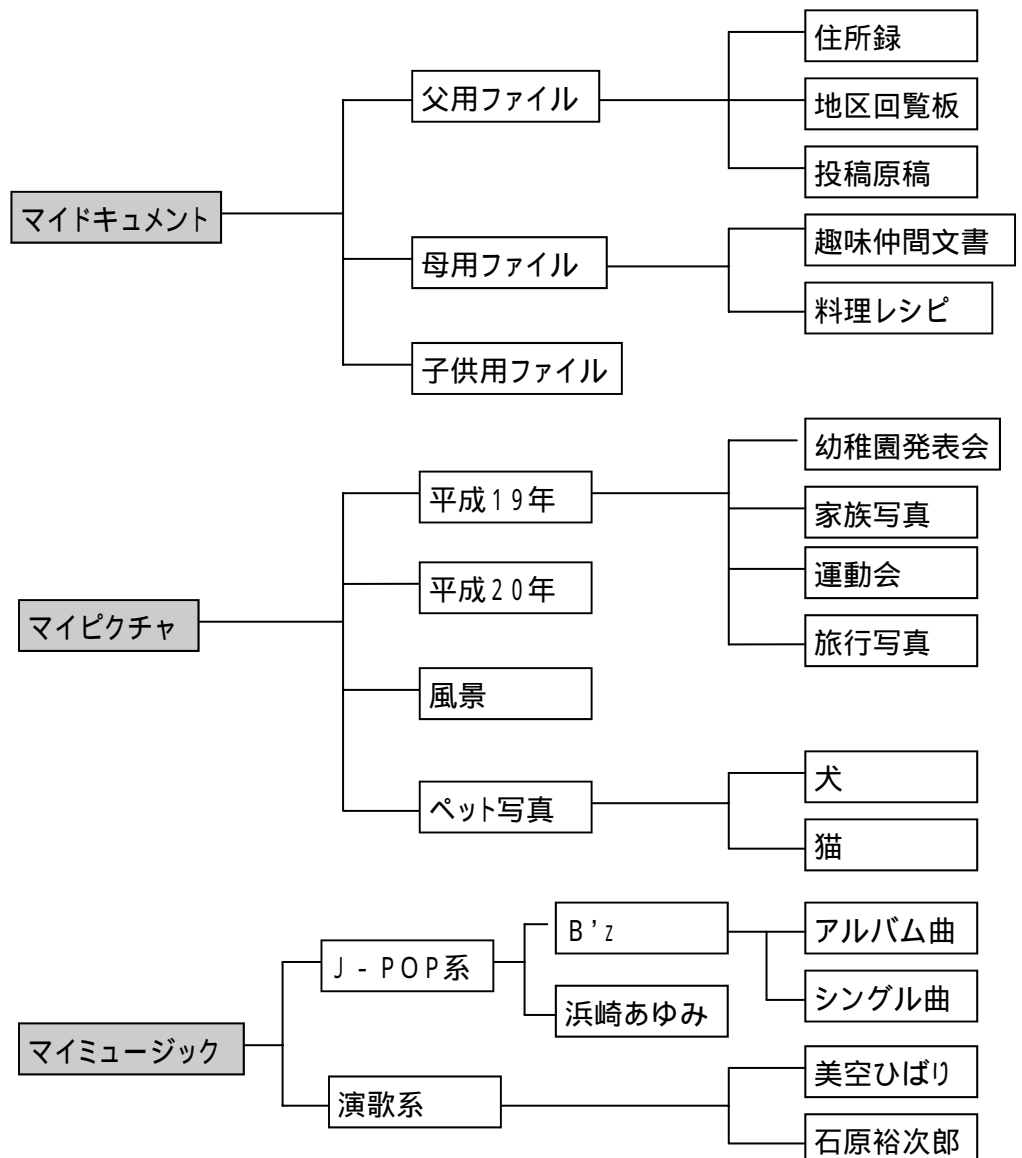 マイドキュメント
父用ファイル
住所録
地区回覧板
投稿原稿
母用ファイル
趣味仲間文書
料理レシピ
子供用ファイル
マイピクチャ
平成19年
幼稚園発表会
家族写真
運動会
旅行写真
平成20年
風景
ペット写真
犬
猫
マイミュージック
J-POP系
B'z
アルバム曲
シングル曲
浜崎あゆみ
演歌系
美空ひばり
石原裕次郎